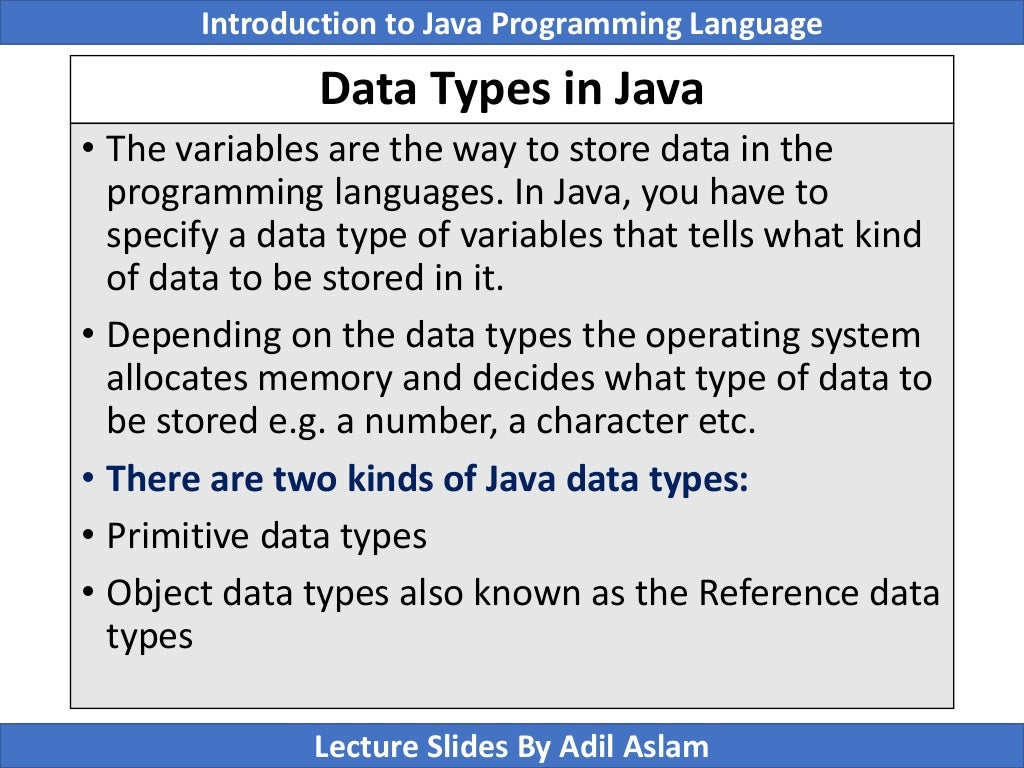 Introduction to Java Programming Language
Data Types in Java
• The variables are the way to store data in the
programming languages. In Java, you have to
specify a data type of variables that tells what kind
of data to be stored in it.
• Depending on the data types the operating system
allocates memory and decides what type of data to
be stored e.g. a number, a character etc.
• There are two kinds of Java data types:
• Primitive data types
• Object data types also known as the Reference data
types
Lecture Slides By Adil Aslam